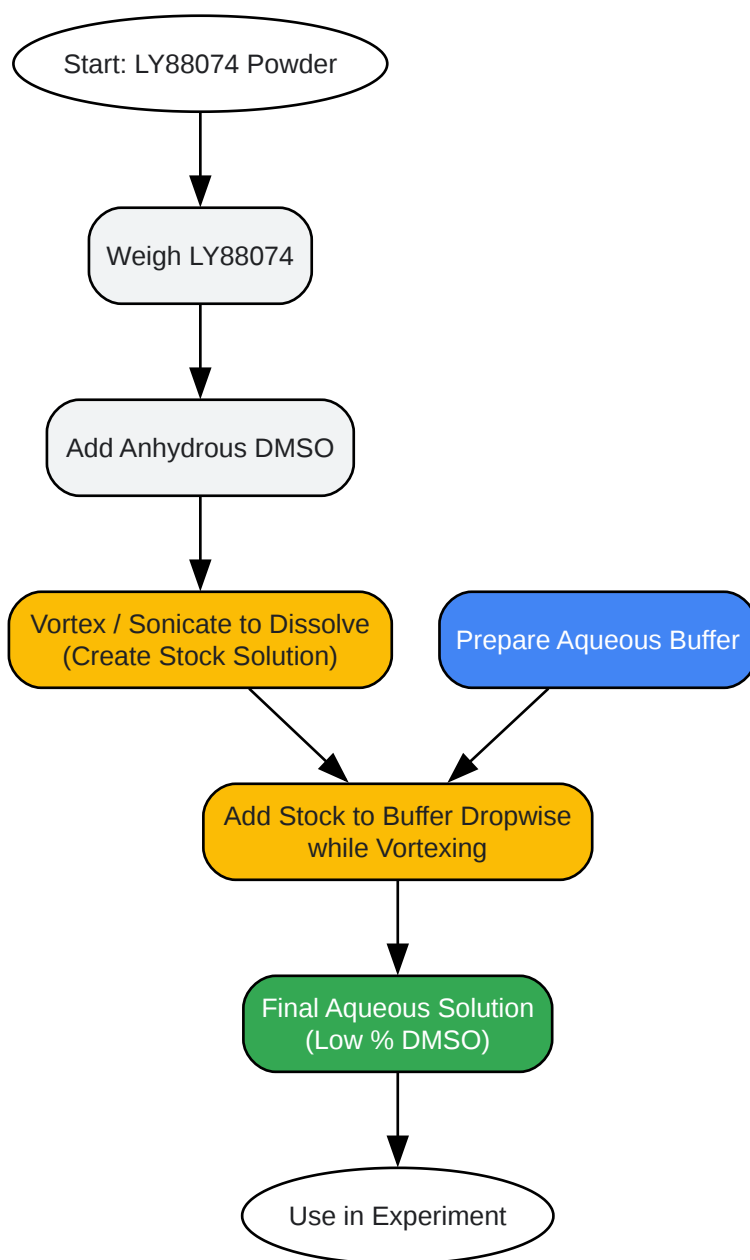 Start: LY88074 Powder
Weigh LY88074
Add Anhydrous DMSO
Vortex / Sonicate to Dissolve
(Create Stock Solution)
Prepare Aqueous Buffer
Add Stock to Buffer Dropwise
while Vortexing
Final Aqueous Solution
(Low % DMSO)
Use in Experiment